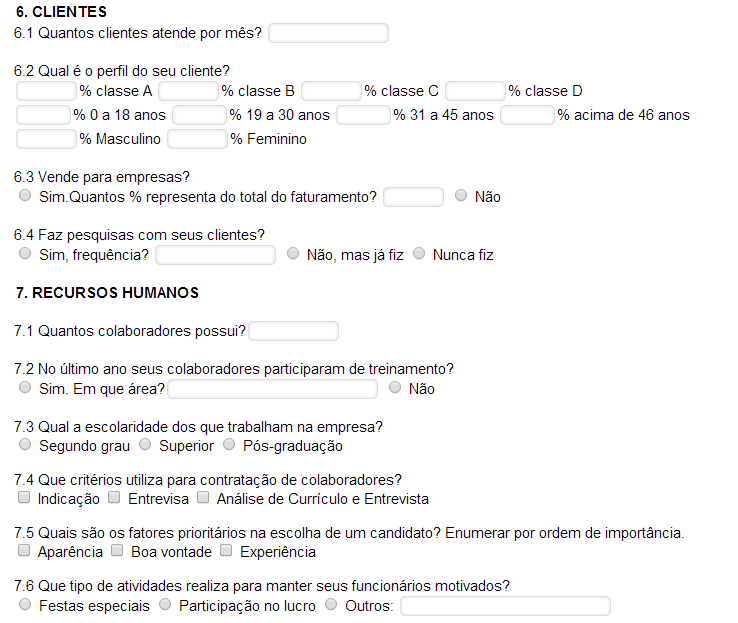 6. CLIENTES
6.1 Quantos clientes atende por mês?
6.2 Qual é o perfil do seu cliente?
% classe A % classe B % classe C % classe D
% 0 a 18 anos % 19 a 30 anos % 31 a 45 anos % acima de 46 anos
% Masculino % Feminino
6.3 Vende para empresas?
Sim.Quantos % representa do total do faturamento? Não
6.4 Faz pesquisas com seus clientes?
Sim, frequência? Não, mas já fiz Nunca fiz
7. RECURSOS HUMANOS
7.1 Quantos colaboradores possui?
7.2 No último ano seus colaboradores participaram de treinamento?
Sim. Em que área? Não
7.3 Qual a escolaridade dos que trabalham na empresa?
Segundo grau Superior Pós-graduação
7.4 Que critérios utiliza para contratação de colaboradores?
Indicação Entrevisa Análise de Currículo e Entrevista
7.5 Quais são os fatores prioritários na escolha de um candidato? Enumerar por ordem de importância.
Aparência Boa vontade Experiência
7.6 Que tipo de atividades realiza para manter seus funcionários motivados?
Festas especiais Participação no lucro Outros: